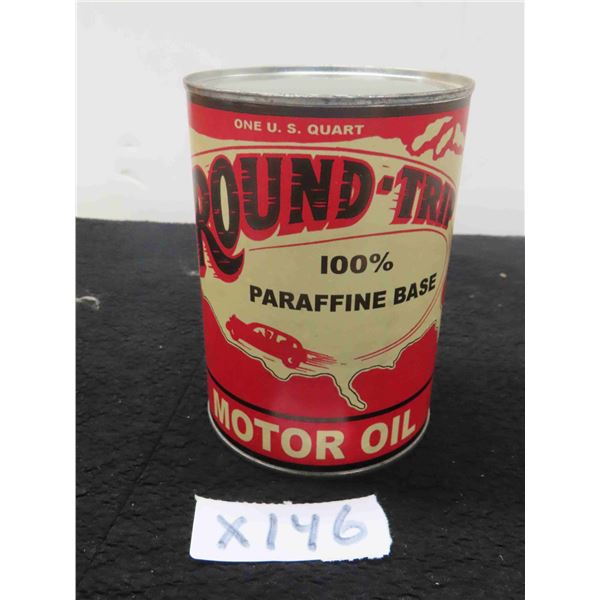 ONE U. S. QUART
ROUND-TRIP
100%
PARAFFINE BASE
MOTOR OIL
X146